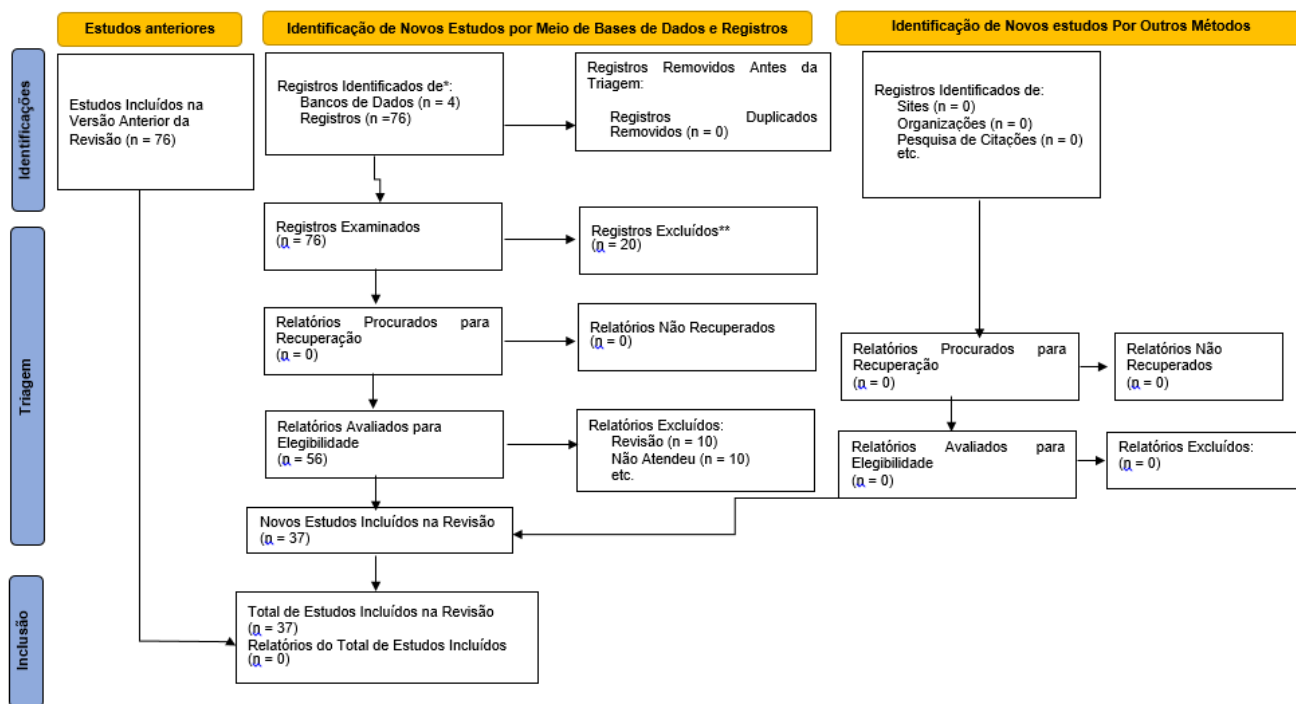 Estudos anteriores
Identificação de Novos Estudos por Meio de Bases de Dados e Registros
Identificação de Novos estudos Por Outros Métodos
Identificações
Estudos Incluídos na
Versão Anterior da
Revisão (n = 76)
Registros Identificados de*:
Bancos de Dados (n = 4)
Registros (n =76)
Registros Removidos Antes da
Triagem:
Registros Duplicados
Removidos (n = 0)
Registros Identificados de:
Sites (n = 0)
Organizações (n = 0)
Pesquisa de Citações (n = 0)
etc.
Triagem
Registros Examinados
(n = 76)
Registros Excluídos**
(n = 20)
Relatórios Procurados para
Recuperação
(n = 0)
Relatórios Não Recuperados
(n = 0)
Relatórios Procurados para
Recuperação
(n = 0)
Relatórios Não
Recuperados
(n = 0)
Relatórios Avaliados para
Elegibilidade
(n = 56)
Relatórios Excluídos:
Revisão (n = 10)
Não Atendeu (n = 10)
etc.
Relatórios Avaliados para
Elegibilidade
(n = 0)
Relatórios Excluídos:
(n = 0)
Novos Estudos Incluídos na Revisão
(n = 37)
Inclusão
Total de Estudos Incluídos na Revisão
(n = 37)
Relatórios do Total de Estudos Incluídos
(n = 0)